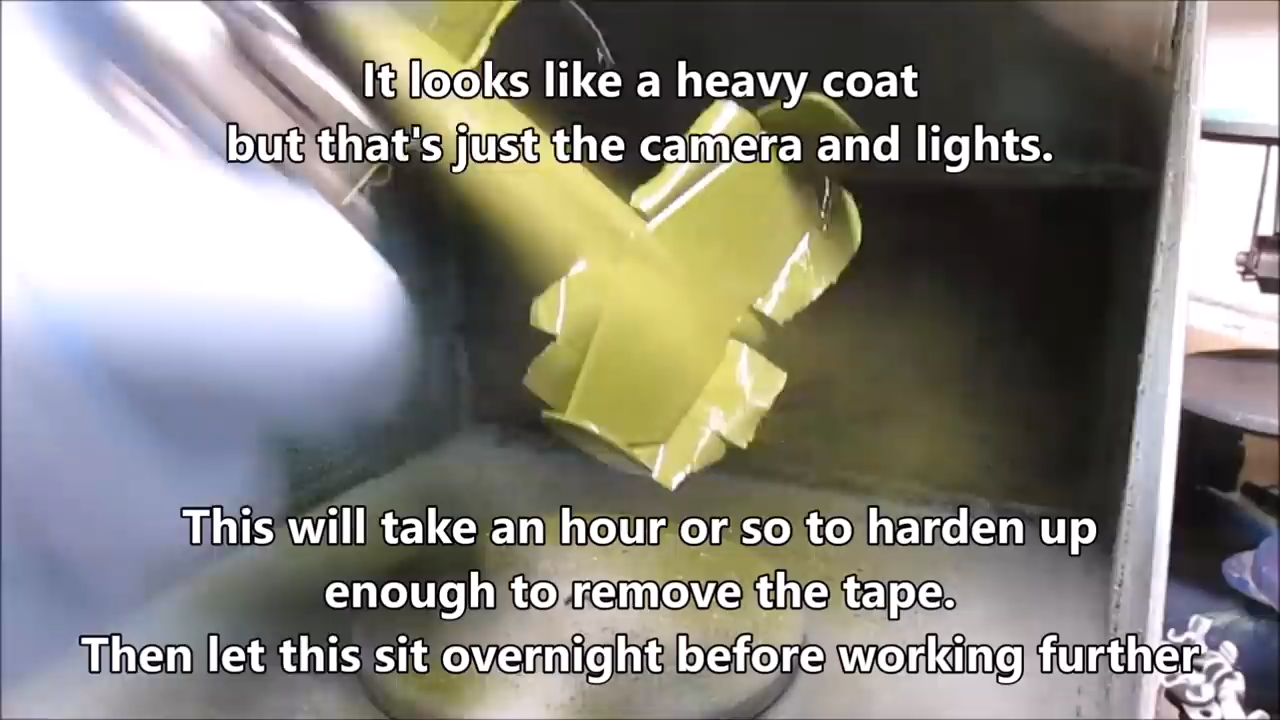 It looks like a heavy coat
but that's just the camera and lights.
This will take an hour or so to harden up
enough to remove the tape.
Then let this sit overnight before working further